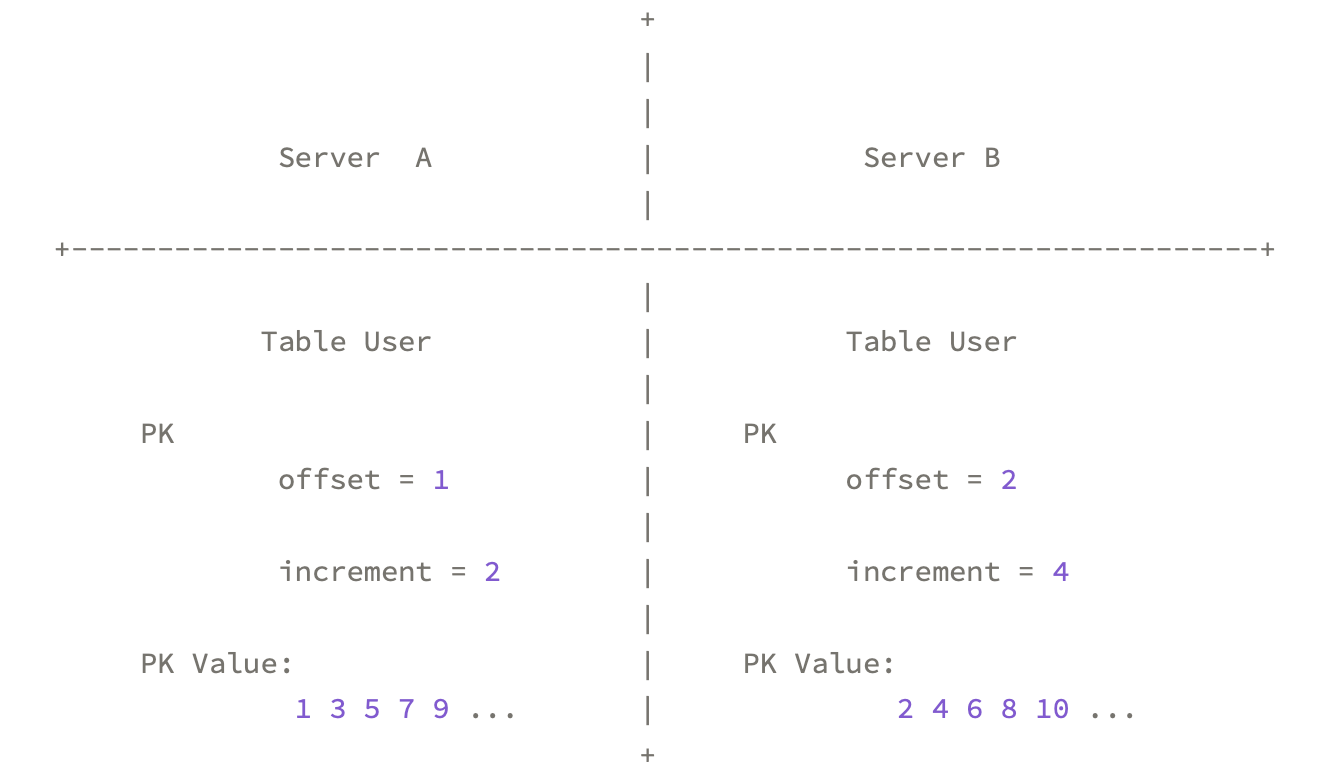 +
|
|
Server  A | Server B
|
+---------------------------------------------------------------------+
|
Table User | Table User
|
PK | PK
offset = 1 | offset = 2
|
increment = 2 | increment = 4
|
PK Value: | PK Value:
1 3 5 7 9 ... | 2 4 6 8 10 ...
+